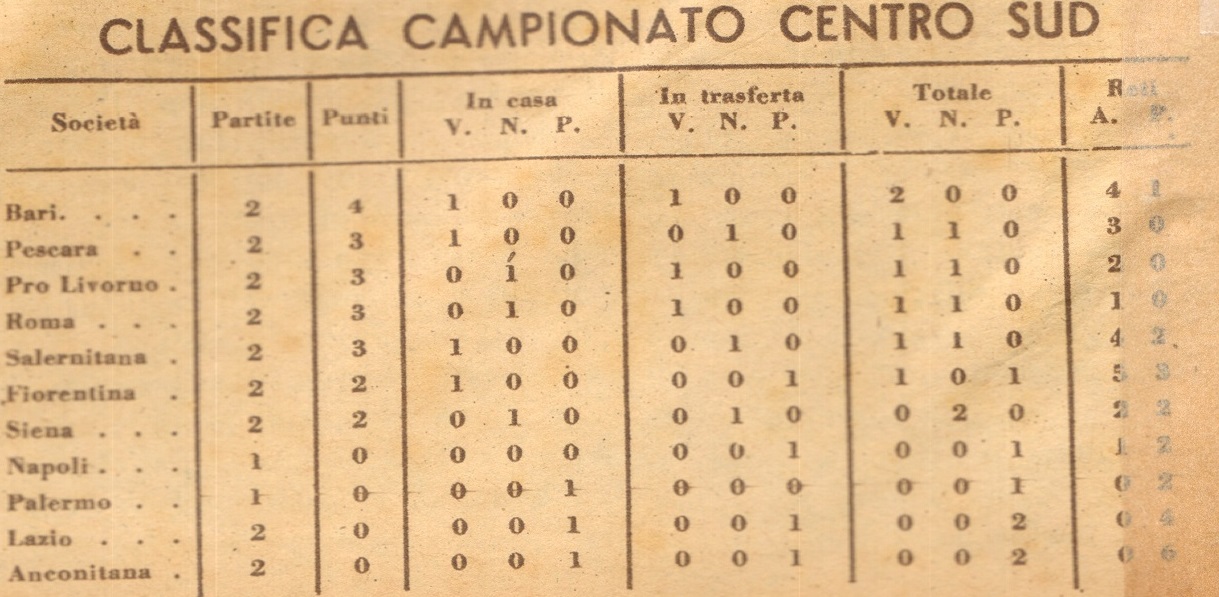 CLASSIFICA CAMPIONATO CENTRO SUD
Società Partite Punti In casa In trasferta Totale Reti
V. N. P. V. N. P. V. N. P. A. P.
Bari. . . . 2 4 1 0 0 1 0 0 2 0 0 4 1
Pescara . . 2 3 1 0 0 0 1 0 1 1 0 3 0
Pro Livorno . 2 3 0 1 0 1 0 0 1 1 0 2 0
Roma . . . 2 3 0 1 0 1 0 0 1 1 0 1 0
Salernitana . 2 3 1 0 0 0 1 0 1 1 0 4 2
Fiorentina . 2 2 1 0 0 0 0 1 1 0 1 5 3
Siena . . . 2 2 0 1 0 0 1 0 0 2 0 2 2
Napoli . . . 1 0 0 0 0 0 0 1 0 0 1 1 2
Palermo . . 1 0 0 0 1 0 0 0 0 0 1 0 2
Lazio . . . 2 0 0 0 1 0 0 1 0 0 2 0 4
Anconitana . 2 0 0 0 1 0 0 1 0 0 2 0 6